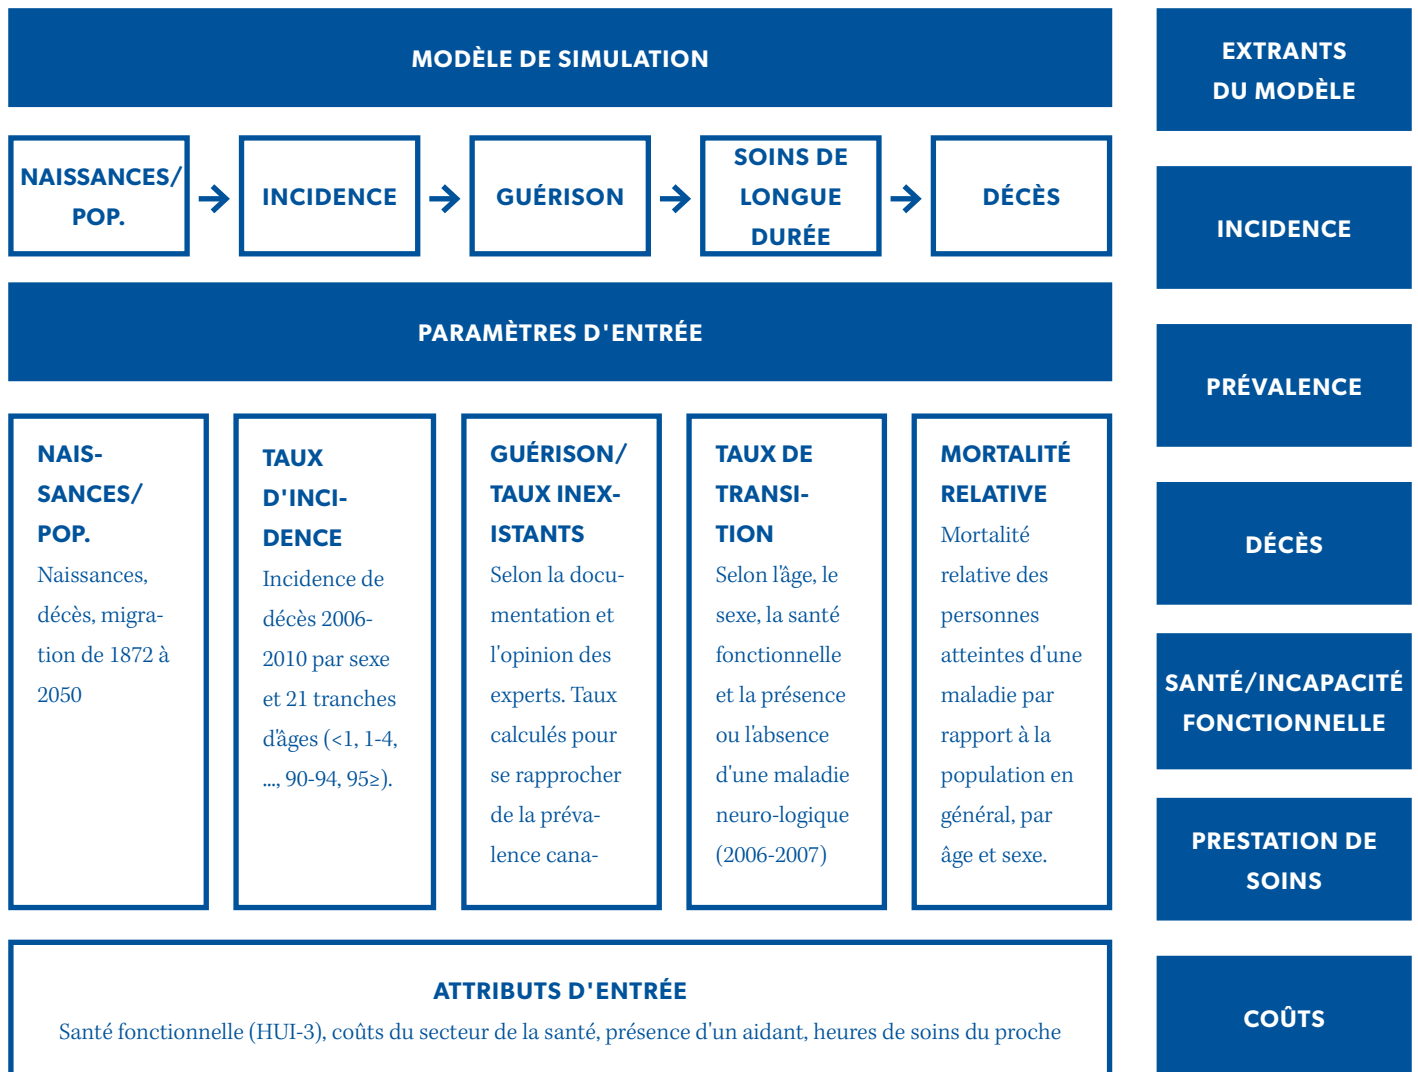 MODÈLE DE SIMULATION
NAISSANCES/
POP.
INCIDENCE
GUÉRISON
SOINS DE
LONGUE
DURÉE
DÉCÈS
PARAMÈTRES D'ENTRÉE
NAIS-
SANCES/
POP.
Naissances,
décès, migra-
tion de 1872 à
2050
TAUX
D'INCI-
DENCE
Incidence de
décès 2006-
2010 par sexe
et 21 tranches
d'âges (<1, 1-4,
..., 90-94, 95≥).
GUÉRISON/
TAUX INEX-
ISTANTS
Selon la docu-
mentation et
l'opinion des
experts. Taux
calculés pour
se rapprocher
de la préva-
lence cana-
TAUX DE
TRANSI-
TION
Selon l'âge, le
sexe, la santé
fonctionnelle
et la présence
ou l'absence
d'une maladie
neuro-logique
(2006-2007)
MORTALITÉ
RELATIVE
Mortalité
relative des
personnes
atteintes d'une
maladie par
rapport à la
population en
général, par
âge et sexe.
ATTRIBUTS D'ENTRÉE
Santé fonctionnelle (HUI-3), coûts du secteur de la santé, présence d'un aidant, heures de soins du proche
EXTRANTS
DU MODÈLE
INCIDENCE
PRÉVALENCE
DÉCÈS
SANTÉ/INCAPACITÉ
FONCTIONNELLE
PRESTATION DE
SOINS
COÛTS